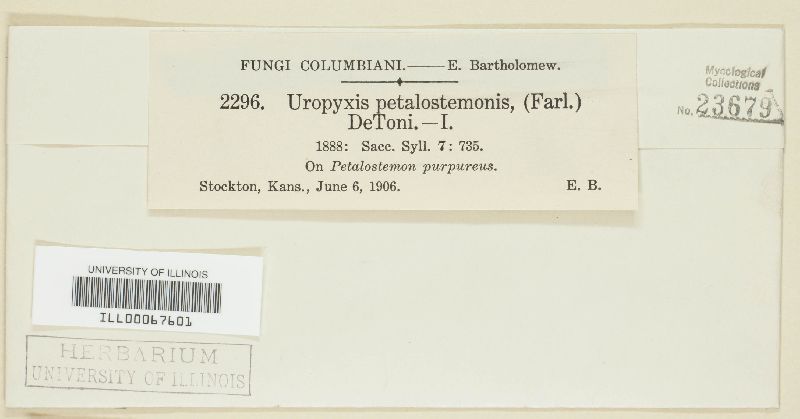 FUNGI COLUMBIANI.——E. Bartholomew.
2296. Uropyxis petalostemonis, (Farl.)
DeToni.—I.
1888: Sacc. Syll. 7: 735.
On Petalostemon purpureus.
Stockton, Kans., June 6, 1906. E. B.
Mycological
Collections
No. 23679
UNIVERSITY OF ILLINOIS
ILL00067601
HERBARIUM
UNIVERSITY OF ILLINOIS